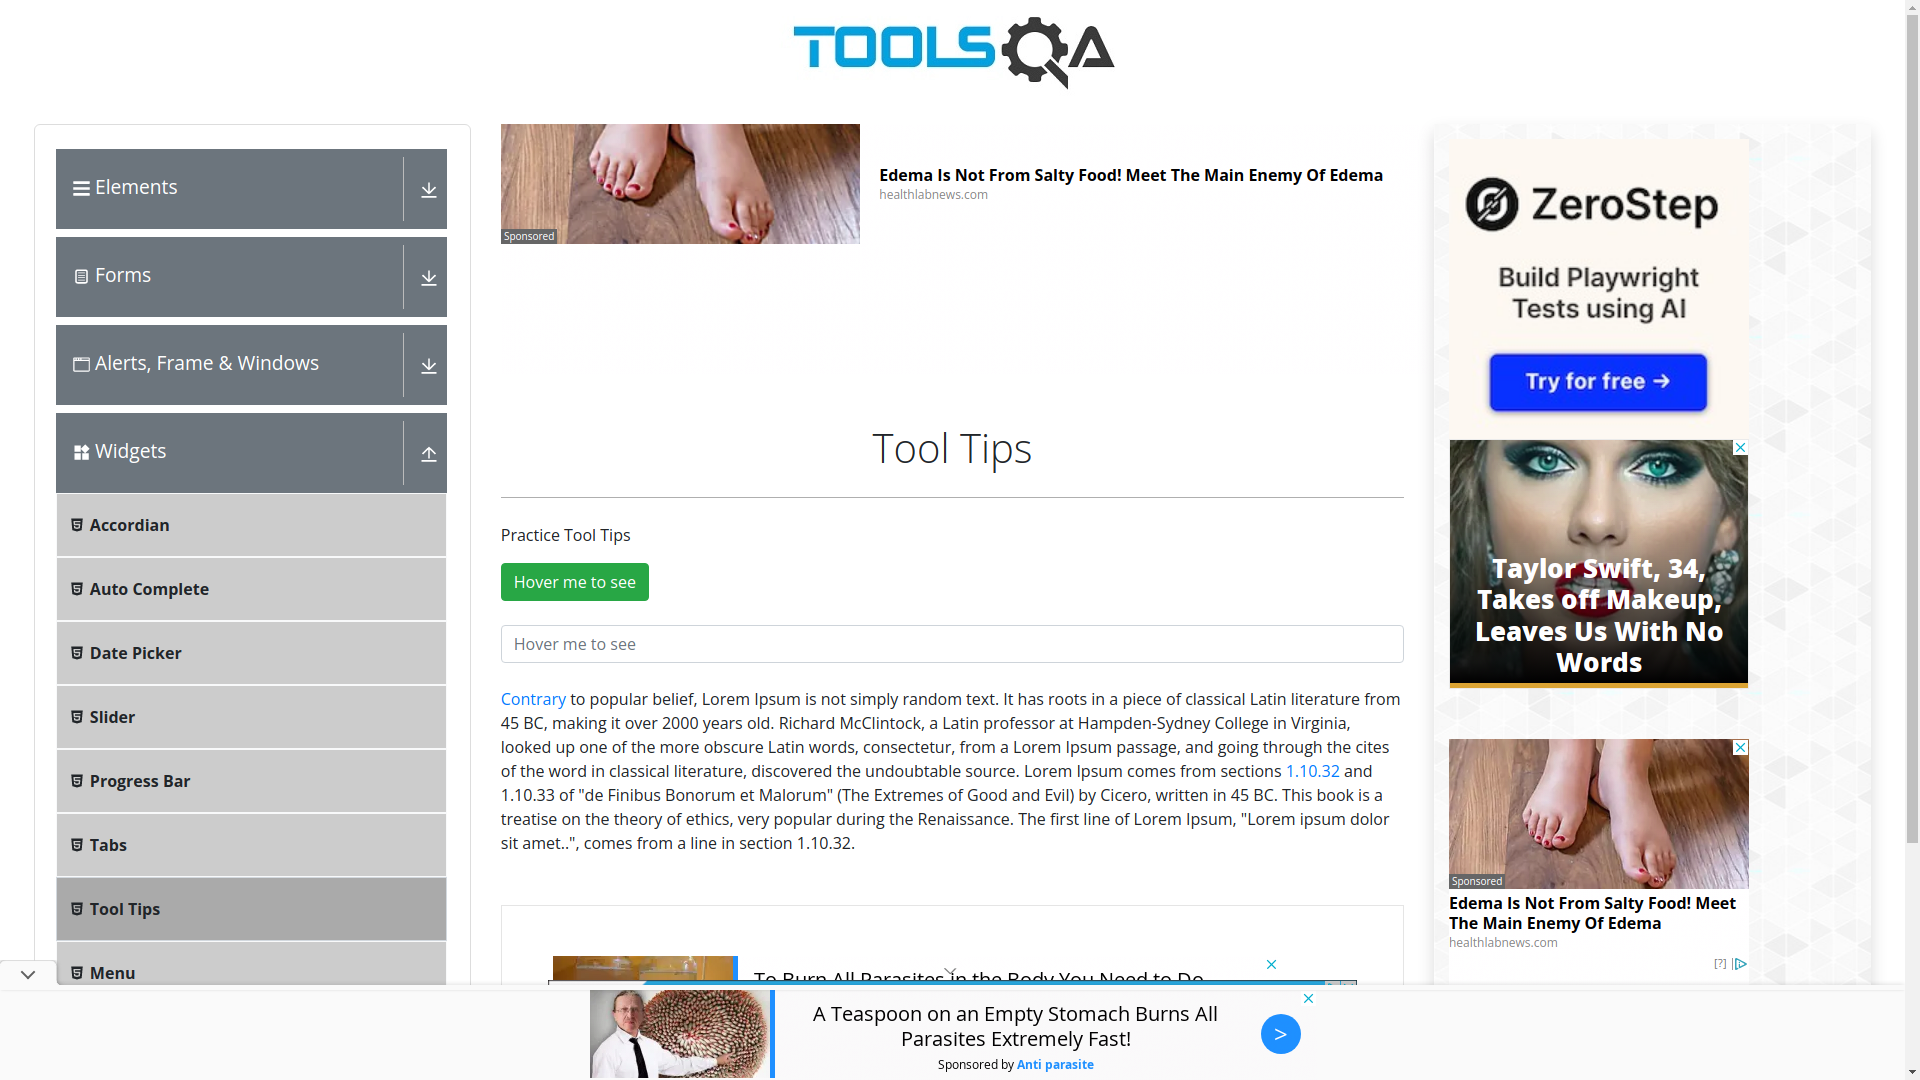 TOOLSQA
Elements
Forms
Alerts, Frame & Windows
Widgets
Accordian
Auto Complete
Date Picker
Slider
Progress Bar
Tabs
Tool Tips
Menu
Sponsored
Edema Is Not From Salty Food! Meet The Main Enemy Of Edema
healthlabnews.com
Tool Tips
Practice Tool Tips
Hover me to see
Hover me to see
Contrary to popular belief, Lorem Ipsum is not simply random text. It has roots in a piece of classical Latin literature from
45 BC, making it over 2000 years old. Richard McClintock, a Latin professor at Hampden-Sydney College in Virginia,
looked up one of the more obscure Latin words, consectetur, from a Lorem Ipsum passage, and going through the cites
of the word in classical literature, discovered the undoubtable source. Lorem Ipsum comes from sections 1.10.32 and
1.10.33 of "de Finibus Bonorum et Malorum" (The Extremes of Good and Evil) by Cicero, written in 45 BC. This book is a
treatise on the theory of ethics, very popular during the Renaissance. The first line of Lorem Ipsum, "Lorem ipsum dolor
sit amet..", comes from a line in section 1.10.32.
To Burn All Parasites in the Body You Need to Do
ZeroStep
Build Playwright
Tests using AI
Try for free →
Taylor Swift, 34,
Takes off Makeup,
Leaves Us With No
Words
Sponsored
Edema Is Not From Salty Food! Meet
The Main Enemy Of Edema
healthlabnews.com
[?]
A Teaspoon on an Empty Stomach Burns All
Parasites Extremely Fast!
Sponsored by Anti parasite
>